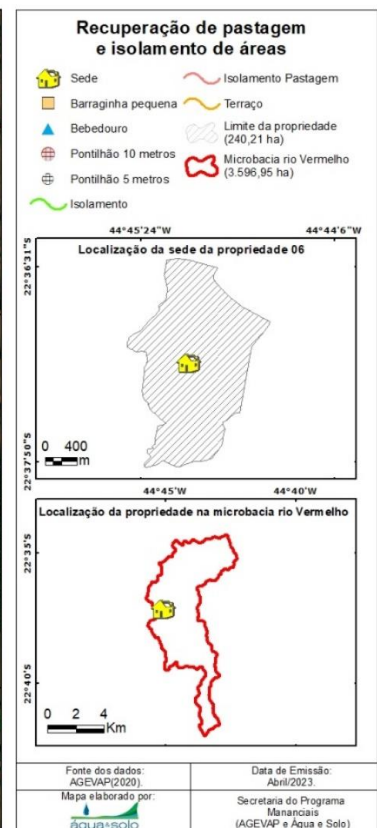 Recuperação de pastagem
e isolamento de áreas
Sede
Isolamento Pastagem
Barraginha pequena
Terraço
Bebedouro
Limite da propriedade
(240,21 ha)
Pontilhão 10 metros
Microbacia rio Vermelho
(3.596,95 ha)
Pontilhão 5 metros
Isolamento
44°45'24"W 44°44'6"W
Localização da sede da propriedade 06
22°36'31"S
22°37'50"S
0 400
m
44°45'W 44°40'W
Localização da propriedade na microbacia rio Vermelho
22°35'S
22°40'S
0 2 4
Km
Fonte dos dados:
AGEVAP(2020).
Data de Emissão:
Abril/2023.
Mapa elaborado por:
água e solo
Secretaria do Programa
Mananciais
(AGEVAP e Água e Solo)